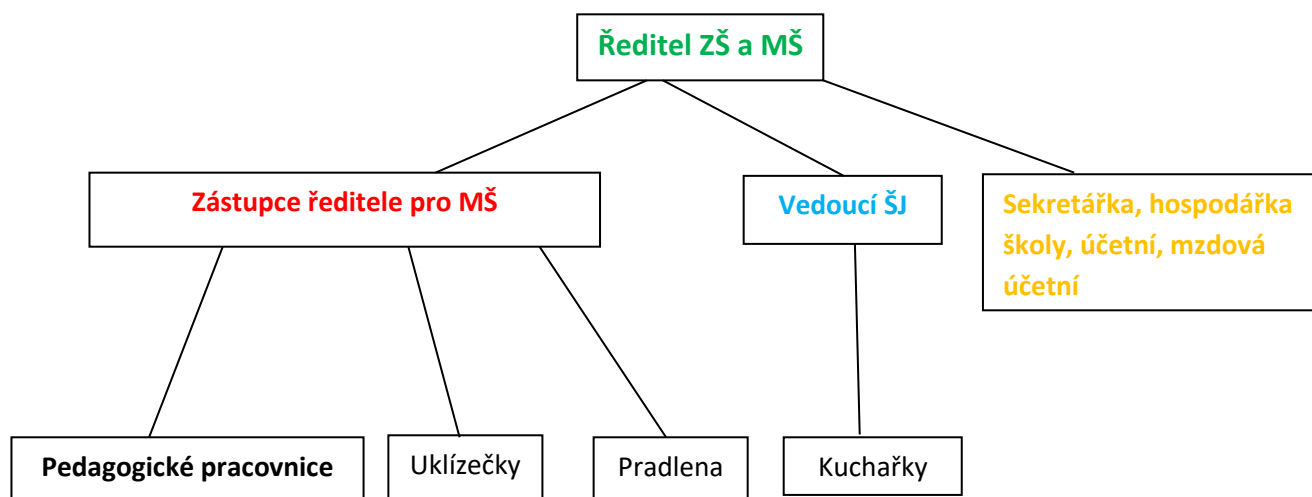 Ředitel ZŠ a MŠ
Zástupce ředitele pro MŠ
Vedoucí ŠJ
Sekretářka, hospodářka
školy, účetní, mzdová
účetní
Pedagogické pracovnice
Uklízečky
Pradlena
Kuchařky